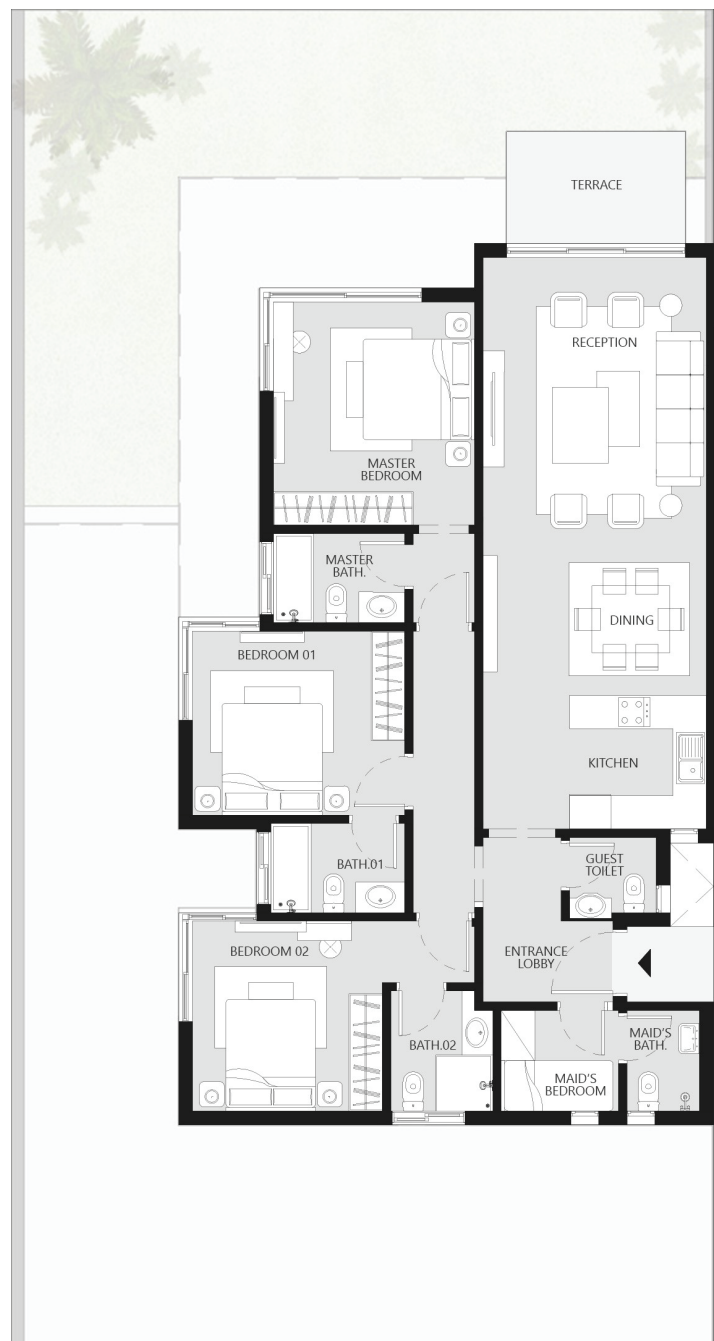 TERRACE
RECEPTION
MASTER
BEDROOM
MASTER
BATH.
DINING
BEDROOM 01
KITCHEN
BATH.01
GUEST
TOILET
BEDROOM 02
ENTRANCE
LOBBY
BATH.02
MAID'S
BATH.
MAID'S
BEDROOM